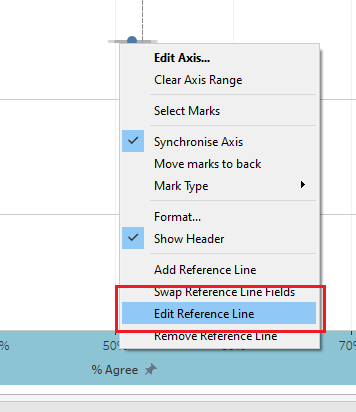 Edit Axis...
Clear Axis Range
Select Marks
Synchronise Axis
Move marks to back
Mark Type
Format...
Show Header
Add Reference Line
Swap Reference Line Fields
Edit Reference Line
Remove Reference Line
50% 70%
% Agree